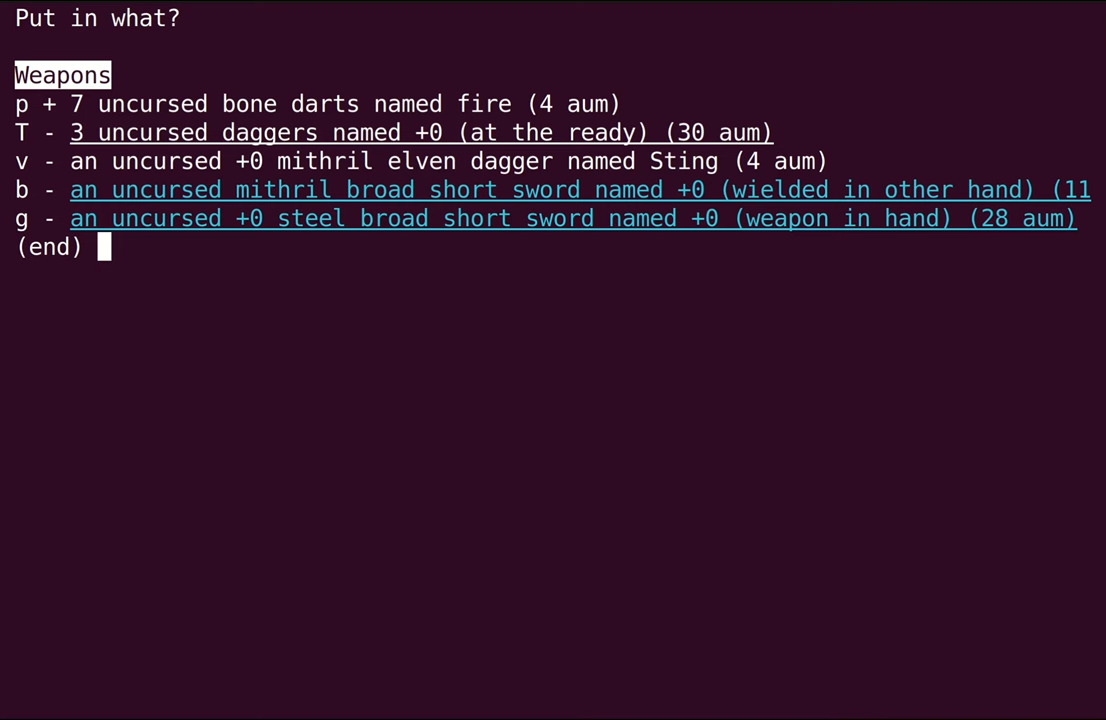 Put in what?
Weapons
p + 7 uncursed bone darts named fire (4 aum)
T - 3 uncursed daggers named +0 (at the ready) (30 aum)
v - an uncursed +0 mithril elven dagger named Sting (4 aum)
b - an uncursed mithril broad short sword named +0 (wielded in other hand) (11
g - an uncursed +0 steel broad short sword named +0 (weapon in hand) (28 aum)
(end)